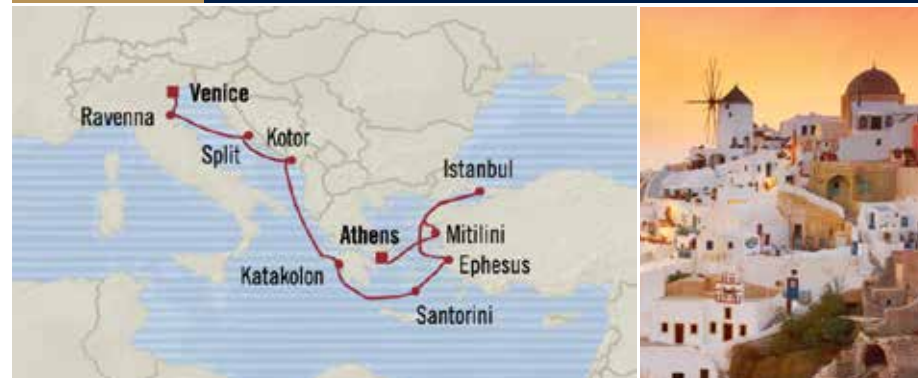 Venice
Ravenna
Kotor
Split
Istanbul
Athens
Mitilini
Ephesus
Katakolon
Santorini